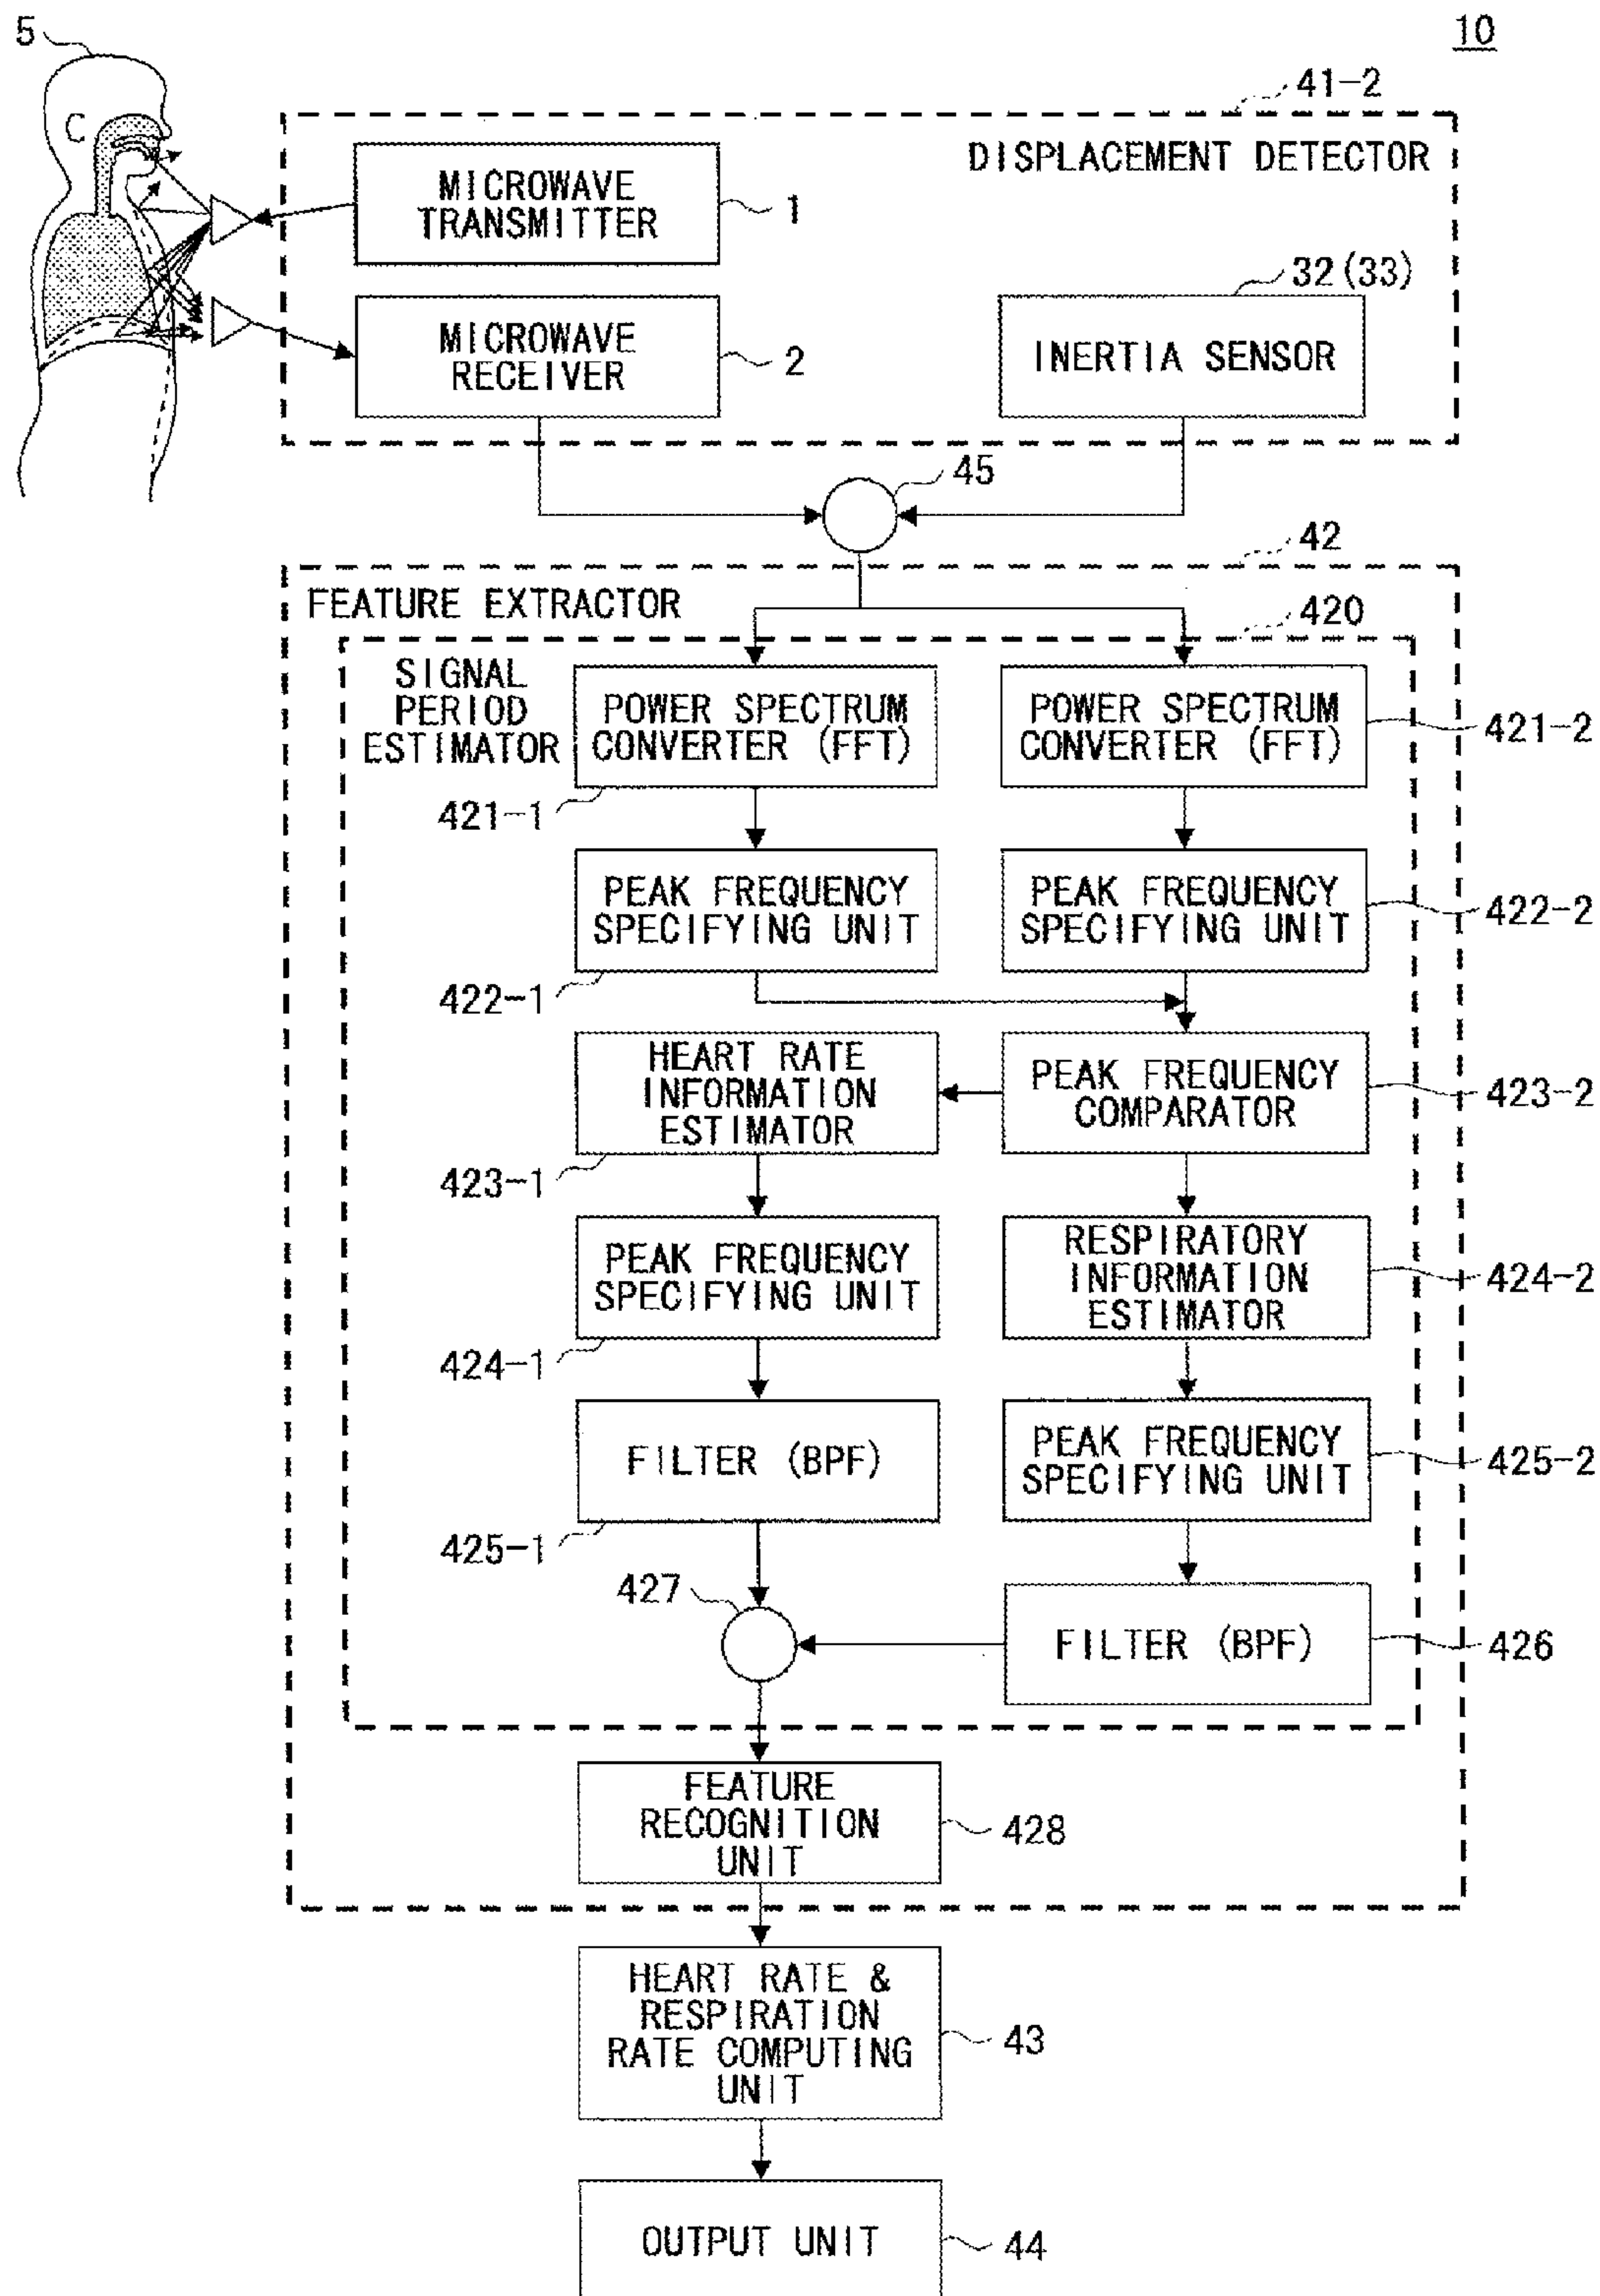 5
10
41-2
C
DISPLACEMENT DETECTOR
MICROWAVE
TRANSMITTER
1
32(33)
MICROWAVE
RECEIVER
2
INERTIA SENSOR
45
42
FEATURE EXTRACTOR
420
SIGNAL
PERIOD
ESTIMATOR
POWER SPECTRUM
CONVERTER (FFT)
421-1
POWER SPECTRUM
CONVERTER (FFT)
421-2
PEAK FREQUENCY
SPECIFYING UNIT
422-1
PEAK FREQUENCY
SPECIFYING UNIT
422-2
HEART RATE
INFORMATION
ESTIMATOR
423-1
PEAK FREQUENCY
COMPARATOR
423-2
PEAK FREQUENCY
SPECIFYING UNIT
424-1
RESPIRATORY
INFORMATION
ESTIMATOR
424-2
FILTER (BPF)
425-1
PEAK FREQUENCY
SPECIFYING UNIT
425-2
427
FILTER (BPF)
426
FEATURE
RECOGNITION
UNIT
428
HEART RATE &
RESPIRATION
RATE COMPUTING
UNIT
43
OUTPUT UNIT
44